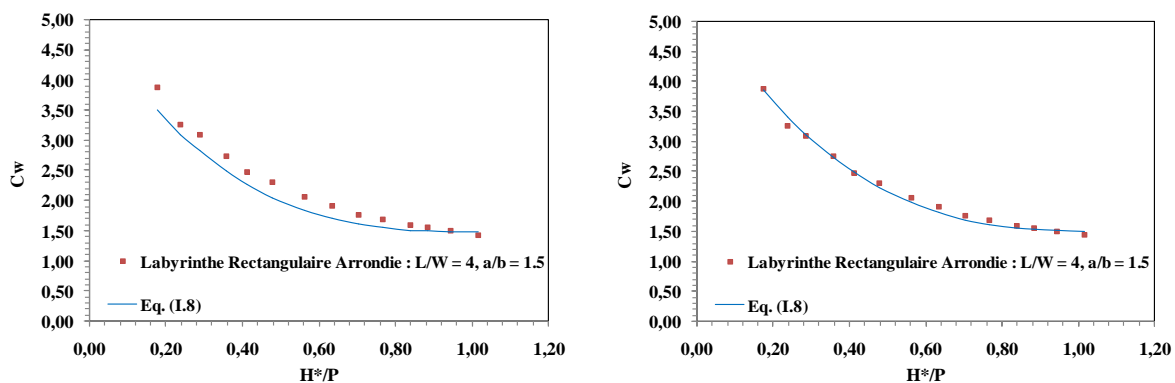 5,00
4,50
4,00
3,50
3,00
2,50
2,00
1,50
1,00
0,50
0,00
Cw
Labyrinthe Rectangulaire Arrondie : L/W = 4, a/b = 1.5
Eq. (I.8)
0,00 0,20 0,40 0,60 0,80 1,00 1,20
H*/P
5,00
4,50
4,00
3,50
3,00
2,50
2,00
1,50
1,00
0,50
0,00
Cw
Labyrinthe Rectangulaire Arrondie : L/W = 4, a/b = 1.5
Eq. (I.8)
0,00 0,20 0,40 0,60 0,80 1,00 1,20
H*/P